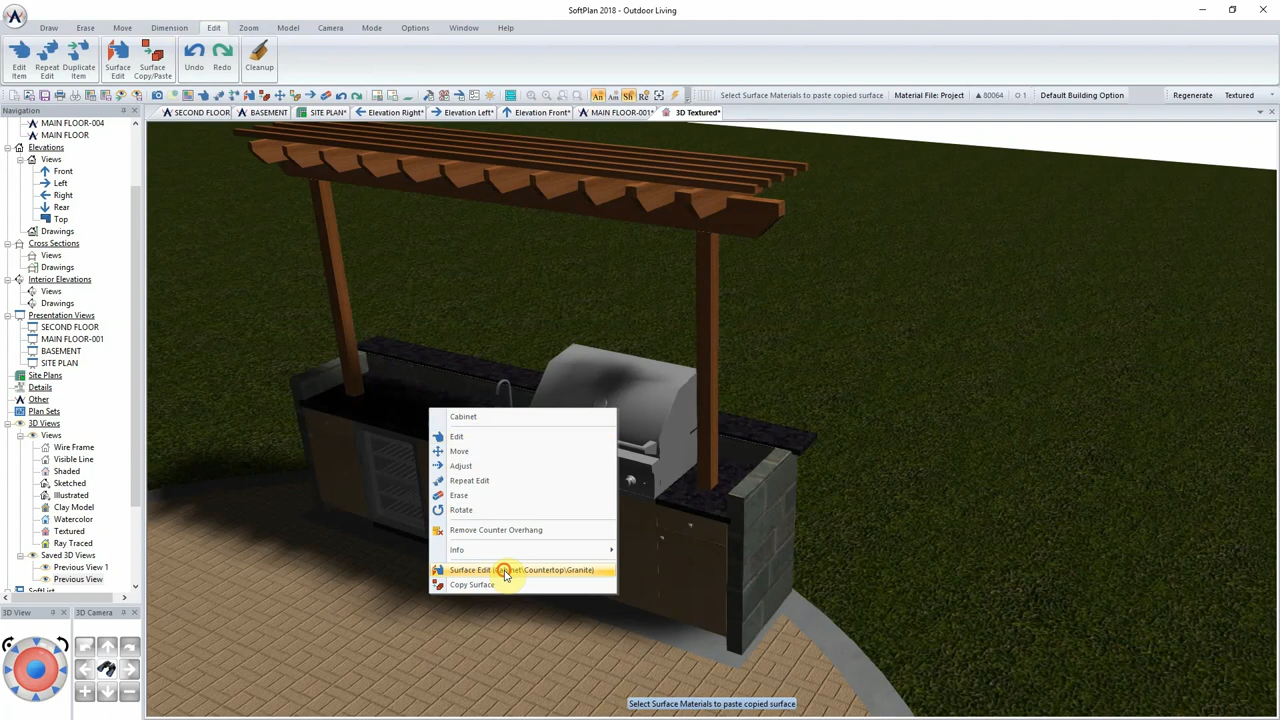 SoftPlan 2018 - Outdoor Living
Draw Erase Move Dimension Edit Zoom Model Camera Mode Options Window Help
Edit Item
Repeat Edit
Duplicate Item
Surface Edit
Surface Copy/Paste
Undo
Redo
Cleanup
An Sh Re Select Surface Materials to paste copied surface Material File: Project 80064 1 Default Building Option Regenerate Textured
Navigation
SECOND FLOOR BASEMENT SITE PLAN* Elevation Right* Elevation Left* Elevation Front* MAIN FLOOR-001* 3D Textured*
MAIN FLOOR-004
MAIN FLOOR
Elevations
Views
Front
Left
Right
Rear
Top
Drawings
Cross Sections
Views
Drawings
Interior Elevations
Views
Drawings
Presentation Views
SECOND FLOOR
MAIN FLOOR-001
BASEMENT
SITE PLAN
Site Plans
Details
Other
Plan Sets
3D Views
Views
Wire Frame
Visible Line
Shaded
Sketched
Illustrated
Clay Model
Watercolor
Textured
Ray Traced
Saved 3D Views
Previous View 1
Previous View
SoftList
3D View
3D Camera
Cabinet
Edit
Move
Adjust
Repeat Edit
Erase
Rotate
Remove Counter Overhang
Info
Surface Edit (Cabinet\Countertop\Granite)
Copy Surface
Select Surface Materials to paste copied surface